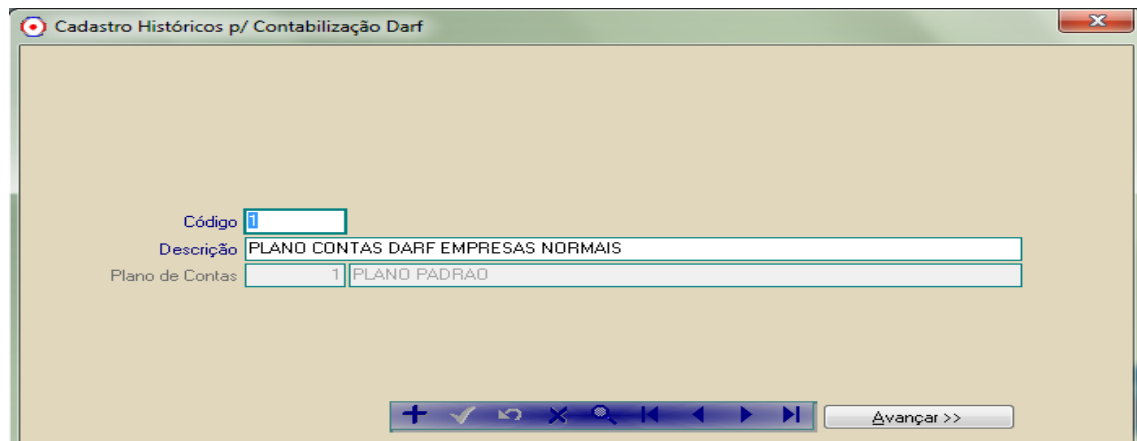 Cadastro Históricos p/ Contabilização Darf
Código 1
Descrição PLANO CONTAS DARF EMPRESAS NORMAIS
Plano de Contas 1 PLANO PADRAO
Avançar >>